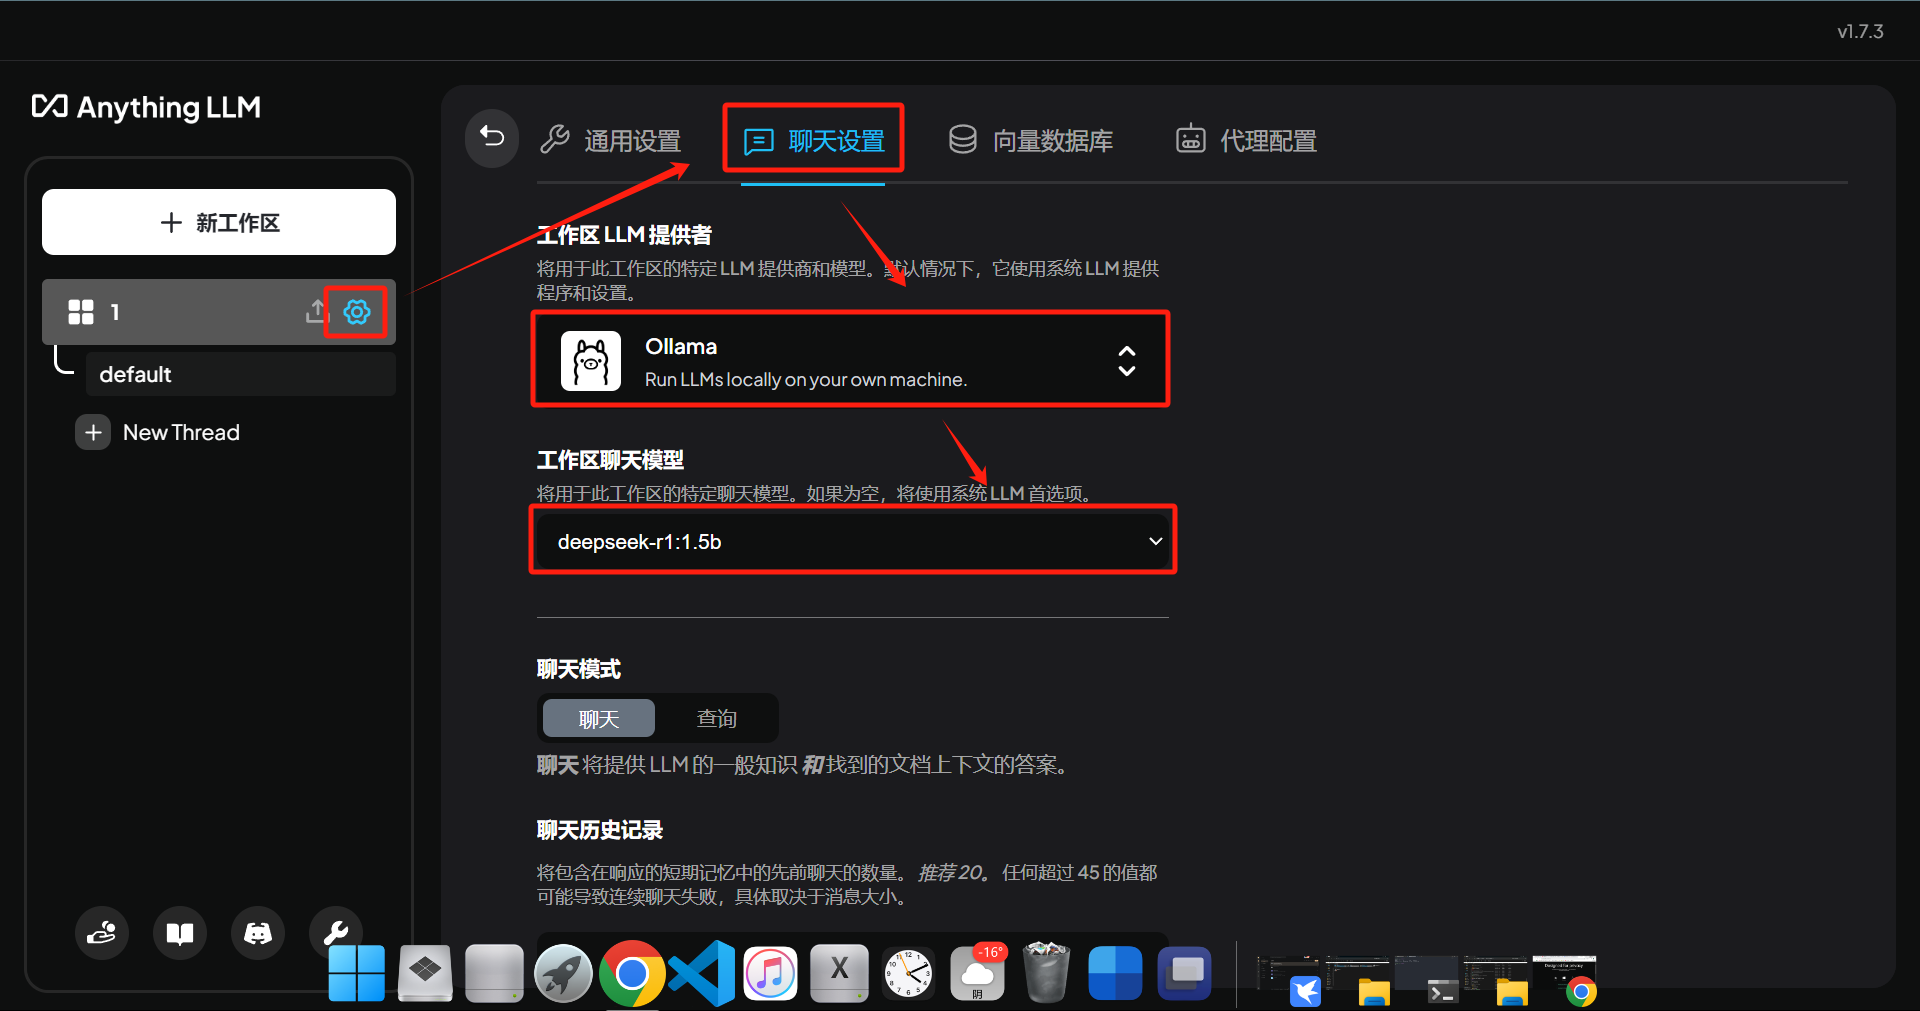 v1.7.3
Anything LLM
通用设置
聊天设置
向量数据库
代理配置
新工作区
1
default
New Thread
工作区 LLM 提供者
将用于此工作区的特定 LLM 提供商和模型。默认情况下，它使用系统 LLM 提供
程序和设置。
Ollama
Run LLMs locally on your own machine.
工作区聊天模型
将用于此工作区的特定聊天模型。如果为空，将使用系统 LLM 首选项。
deepseek-r1:1.5b
聊天模式
聊天
查询
聊天 将提供 LLM 的一般知识 和 找到的文档上下文的答案。
聊天历史记录
将包含在响应的短期记忆中的先前聊天的数量。 推荐 20。 任何超过 45 的值都
可能导致连续聊天失败，具体取决于消息大小。
X
-16°
阴